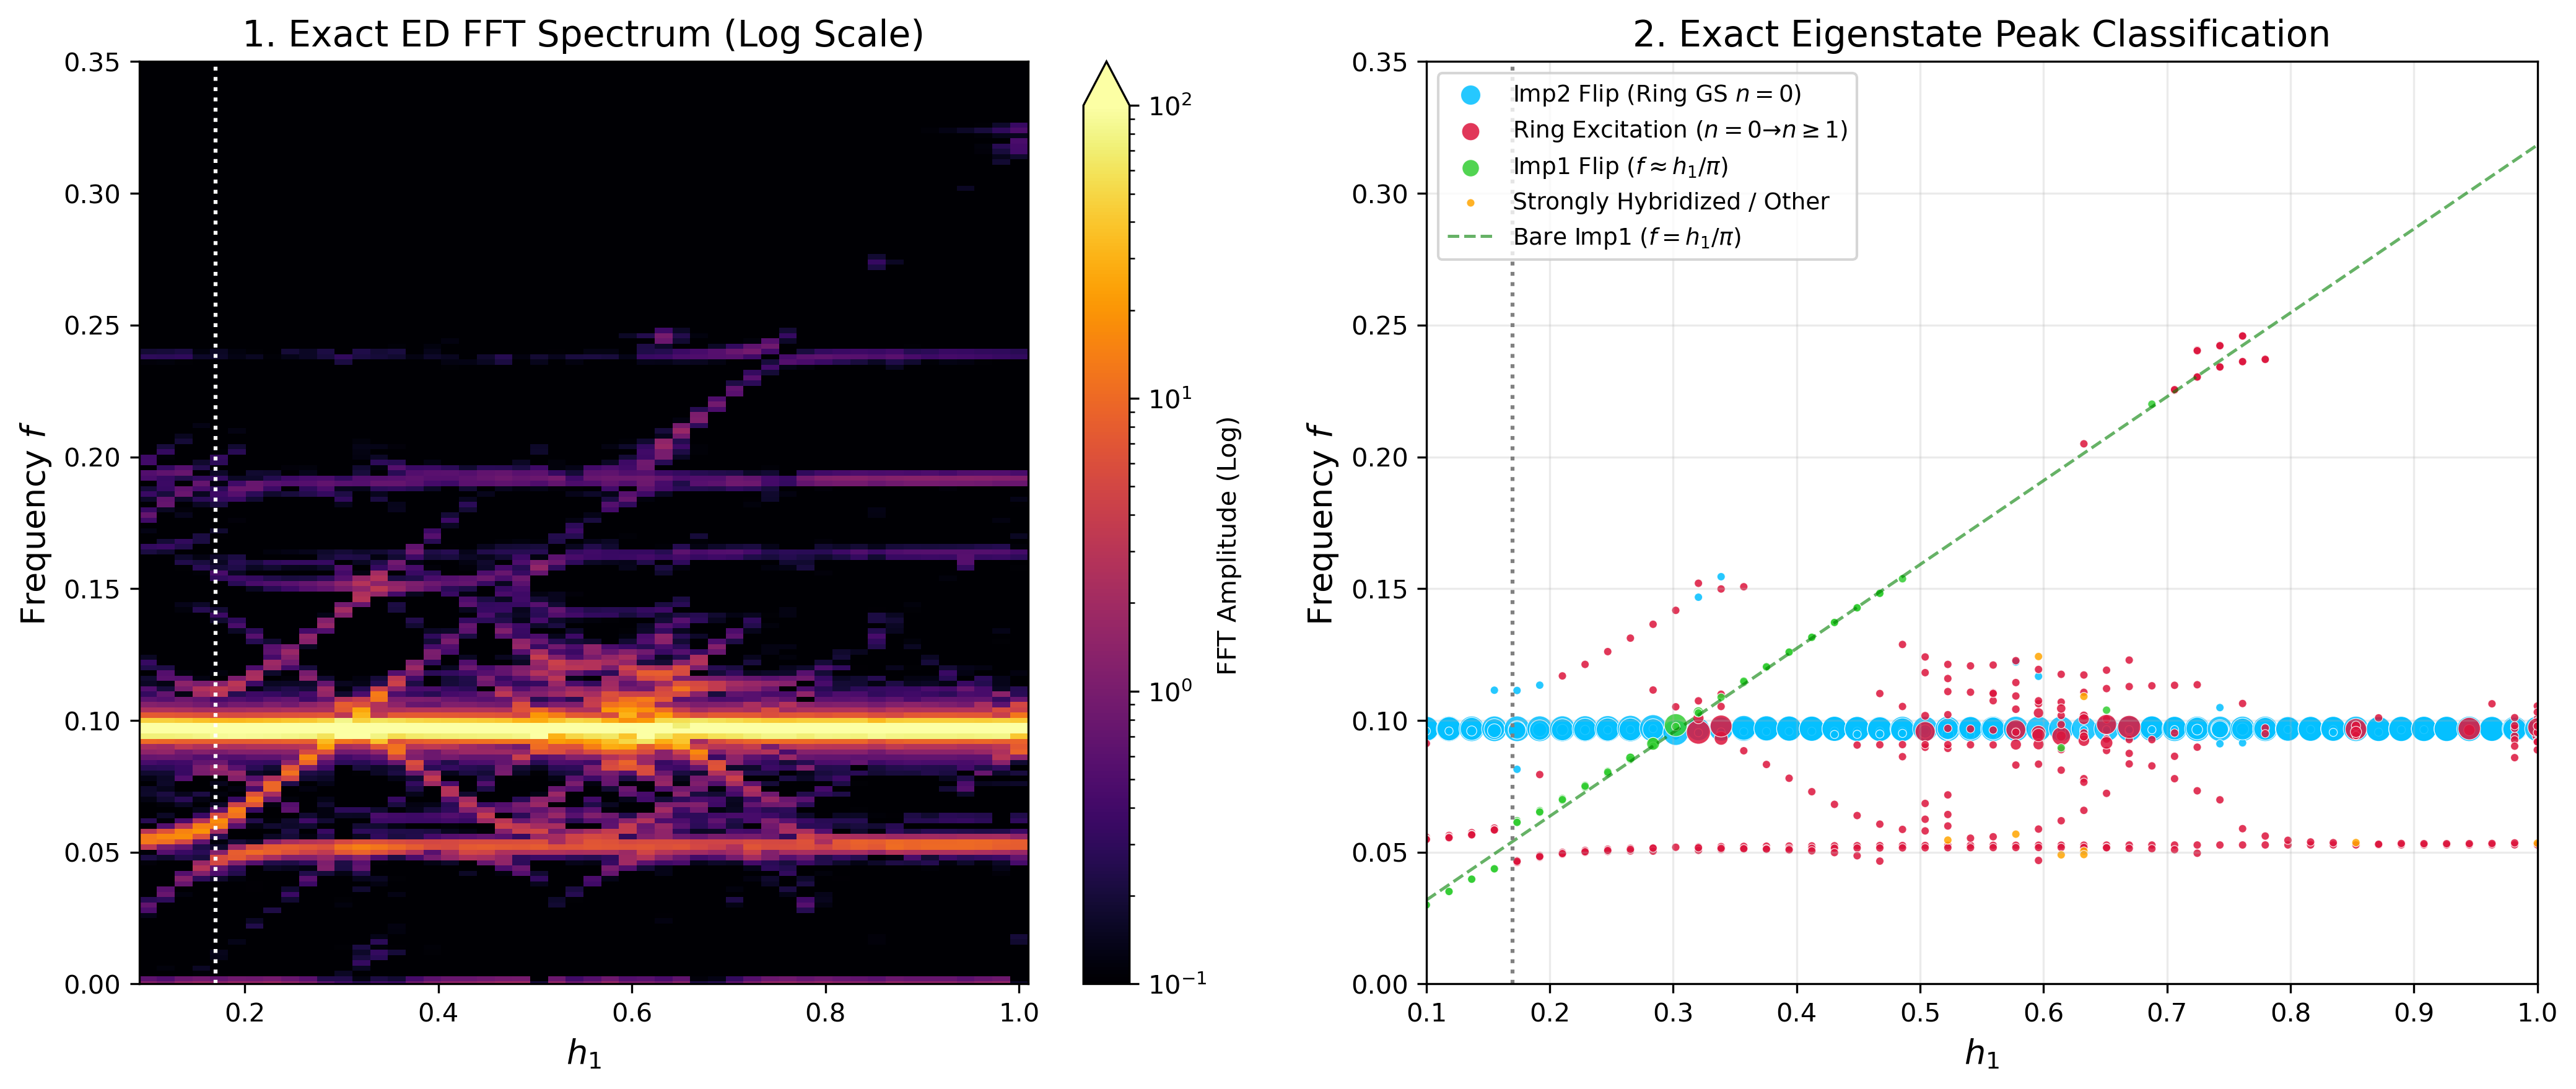 1. Exact ED FFT Spectrum (Log Scale)
0.35
0.30
0.25
0.20
0.15
0.10
0.05
0.00
Frequency f
0.2
0.4
0.6
0.8
1.0
h₁
10²
10¹
10⁰
10⁻¹
FFT Amplitude (Log)
2. Exact Eigenstate Peak Classification
0.35
0.30
0.25
0.20
0.15
0.10
0.05
0.00
Frequency f
Imp2 Flip (Ring GS n = 0)
Ring Excitation (n = 0→n ≥ 1)
Imp1 Flip (f ≈ h₁/π)
Strongly Hybridized / Other
Bare Imp1 (f = h₁/π)
0.1
0.2
0.3
0.4
0.5
0.6
0.7
0.8
0.9
1.0
h₁